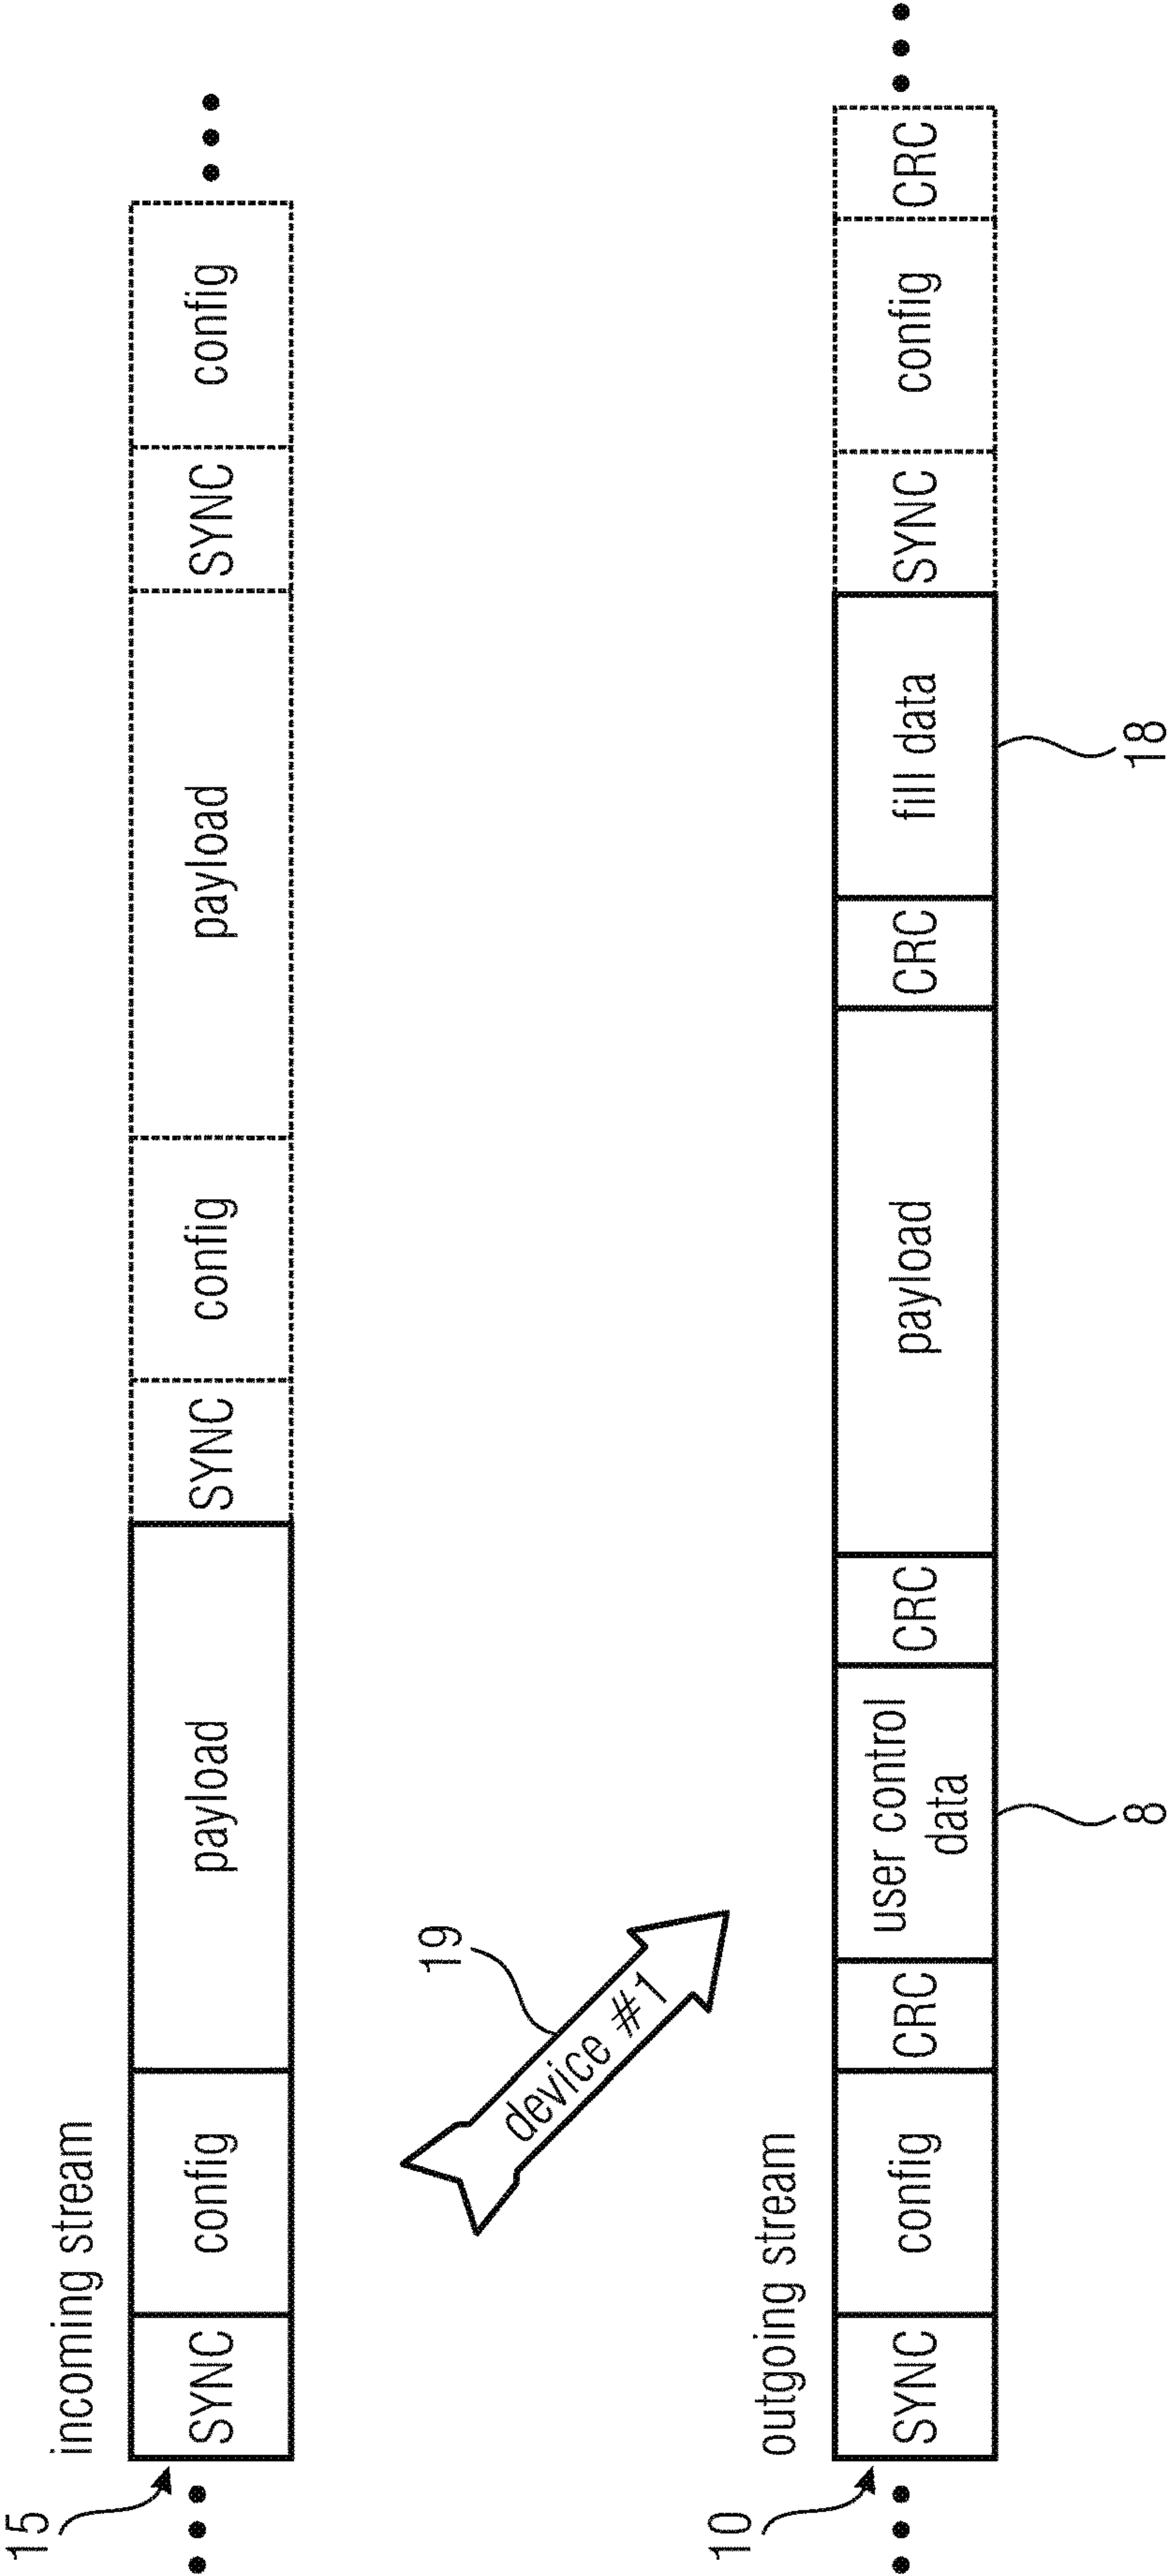 incoming stream
15
SYNC
config
payload
SYNC
config
payload
SYNC
config
19
device #1
outgoing stream
10
SYNC
config
CRC
user control
data
CRC
payload
CRC
fill data
SYNC
config
CRC
8
18